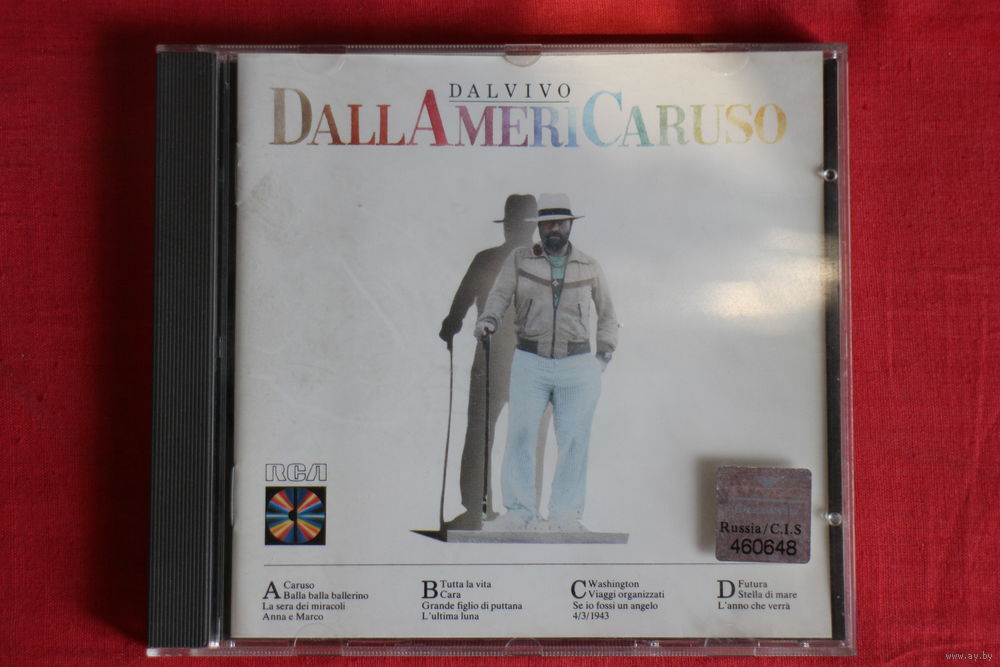 DALVIVO
DALLAMERICARUSO
RCA
Russia/C.I.S
460648
A Caruso
Balla balla ballerino
La sera dei miracoli
Anna e Marco
B Tutta la vita
Cara
Grande figlio di puttana
L'ultima luna
C Washington
Viaggi organizzati
Se io fossi un angelo
4/3/1943
D Futura
Stella di mare
L'anno che verrà
www.ay.by